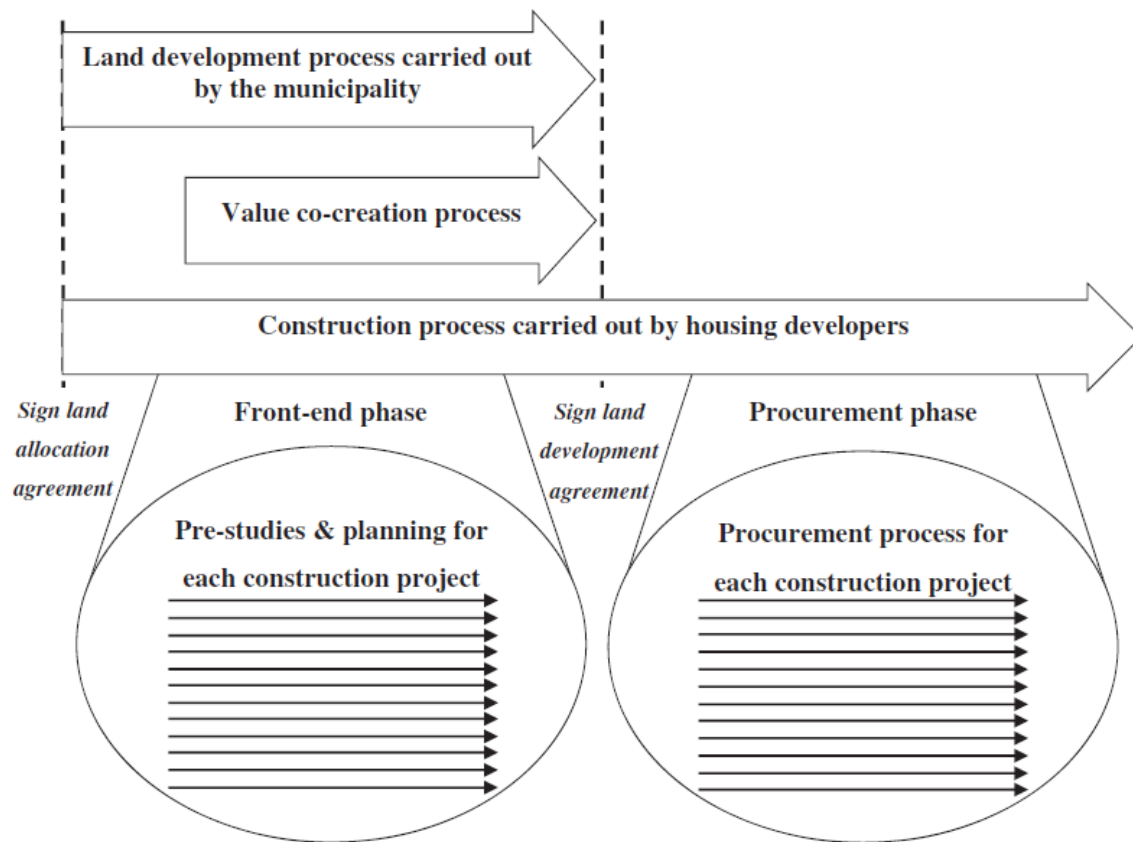 Land development process carried out
by the municipality
Value co-creation process
Construction process carried out by housing developers
Sign land
allocation
agreement
Front-end phase
Sign land
development
agreement
Procurement phase
Pre-studies & planning for
each construction project
Procurement process for
each construction project